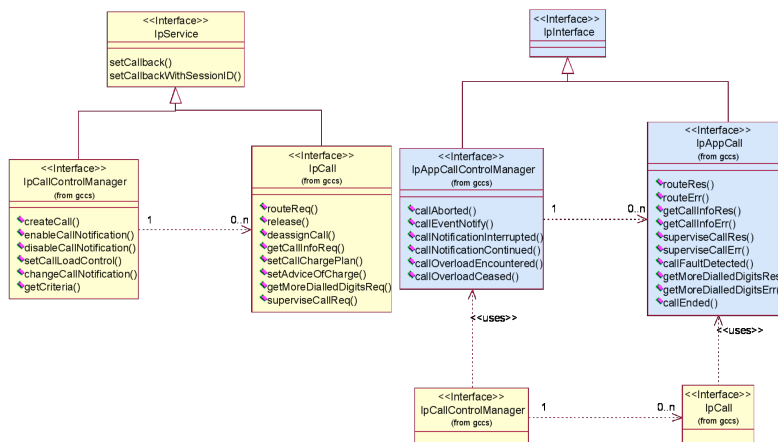 <<Interface>>
IpService
setCallback()
setCallbackWithSessionID()
<<Interface>>
IpInterface
<<Interface>>
IpCallControlManager
(from gccs)
createCall()
enableCallNotification()
disableCallNotification()
setCallLoadControl()
changeCallNotification()
getCriteria()
1
0..n
<<Interface>>
IpCall
(from gccs)
routeReq()
release()
deassignCall()
getCallInfoReq()
setCallChargePlan()
setAdviceOfCharge()
getMoreDialledDigitsReq()
superviseCallReq()
<<Interface>>
IpAppCallControlManager
(from gccs)
callAborted()
callEventNotify()
callNotificationInterrupted()
callNotificationContinued()
callOverloadEncountered()
callOverloadCeased()
1
0..n
<<Interface>>
IpAppCall
(from gccs)
routeRes()
routeErr()
getCallInfoRes()
getCallInfoErr()
superviseCallRes()
superviseCallErr()
callFaultDetected()
getMoreDialledDigitsRes
getMoreDialledDigitsErr(
callEnded()
<<uses>>
<<uses>>
<<Interface>>
IpCallControlManager
(from gccs)
1
0..n
<<Interface>>
IpCall
(from gccs)